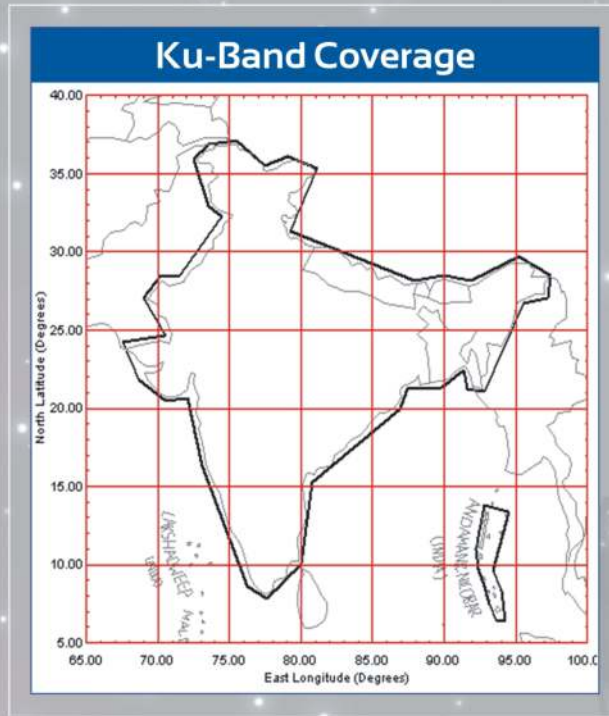 Ku-Band Coverage
40.00
35.00
30.00
25.00
20.00
15.00
10.00
5.00
North Latitude (Degrees)
LAKSHADWEEP
ANDAMAN & NICOBAR
(INDIA)
65.00 70.00 75.00 80.00 85.00 90.00 95.00 100.0
East Longitude (Degrees)